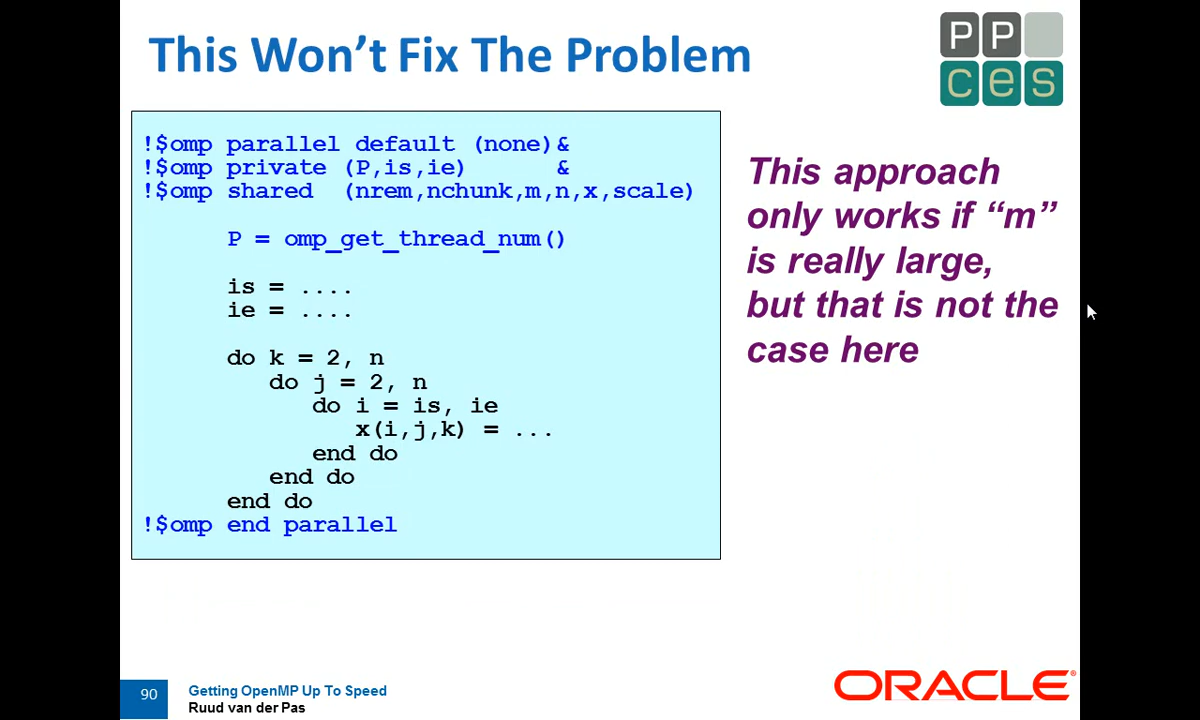 This Won't Fix The Problem
P P
c e s
!$omp parallel default (none)&
!$omp private (P,is,ie)      &
!$omp shared  (nrem,nchunk,m,n,x,scale)
      P = omp_get_thread_num()
      is = ....
      ie = ....
      do k = 2, n
         do j = 2, n
            do i = is, ie
               x(i,j,k) = ...
            end do
         end do
      end do
!$omp end parallel
This approach
only works if “m”
is really large,
but that is not the
case here
90
Getting OpenMP Up To Speed
Ruud van der Pas
ORACLE®